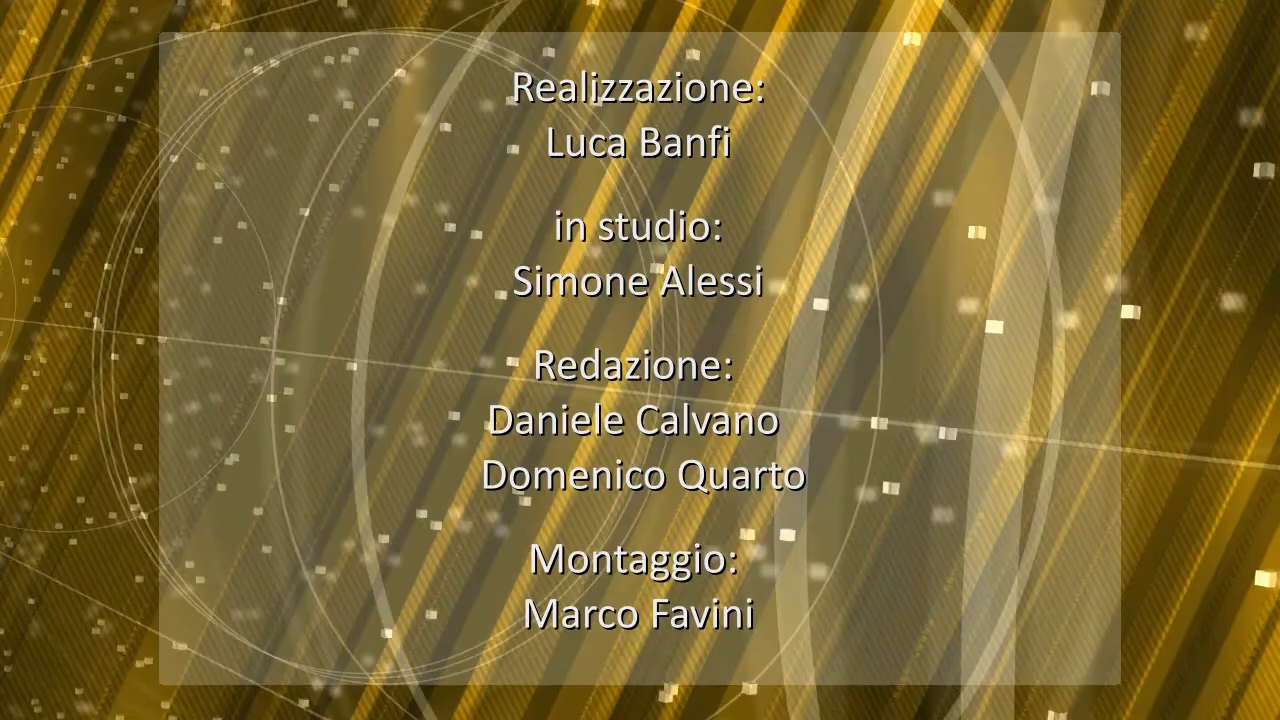 Realizzazione:
Luca Banfi
in studio:
Simone Alessi
Redazione:
Daniele Calvano
Domenico Quarto
Montaggio:
Marco Favini